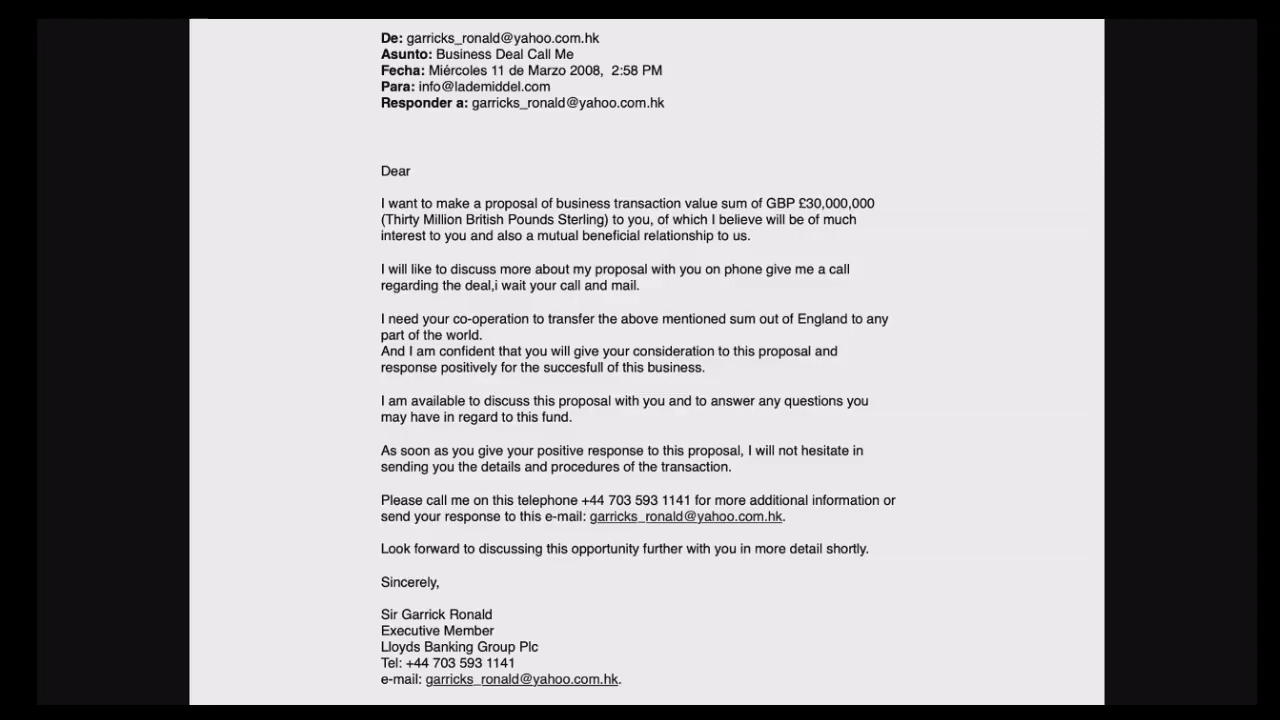 De: garricks_ronald@yahoo.com.hk
Asunto: Business Deal Call Me
Fecha: Miércoles 11 de Marzo 2008, 2:58 PM
Para: info@lademiddel.com
Responder a: garricks_ronald@yahoo.com.hk
Dear
I want to make a proposal of business transaction value sum of GBP £30,000,000
(Thirty Million British Pounds Sterling) to you, of which I believe will be of much
interest to you and also a mutual beneficial relationship to us.
I will like to discuss more about my proposal with you on phone give me a call
regarding the deal,i wait your call and mail.
I need your co-operation to transfer the above mentioned sum out of England to any
part of the world.
And I am confident that you will give your consideration to this proposal and
response positively for the succesfull of this business.
I am available to discuss this proposal with you and to answer any questions you
may have in regard to this fund.
As soon as you give your positive response to this proposal, I will not hesitate in
sending you the details and procedures of the transaction.
Please call me on this telephone +44 703 593 1141 for more additional information or
send your response to this e-mail: garricks_ronald@yahoo.com.hk.
Look forward to discussing this opportunity further with you in more detail shortly.
Sincerely,
Sir Garrick Ronald
Executive Member
Lloyds Banking Group Plc
Tel: +44 703 593 1141
e-mail: garricks_ronald@yahoo.com.hk.